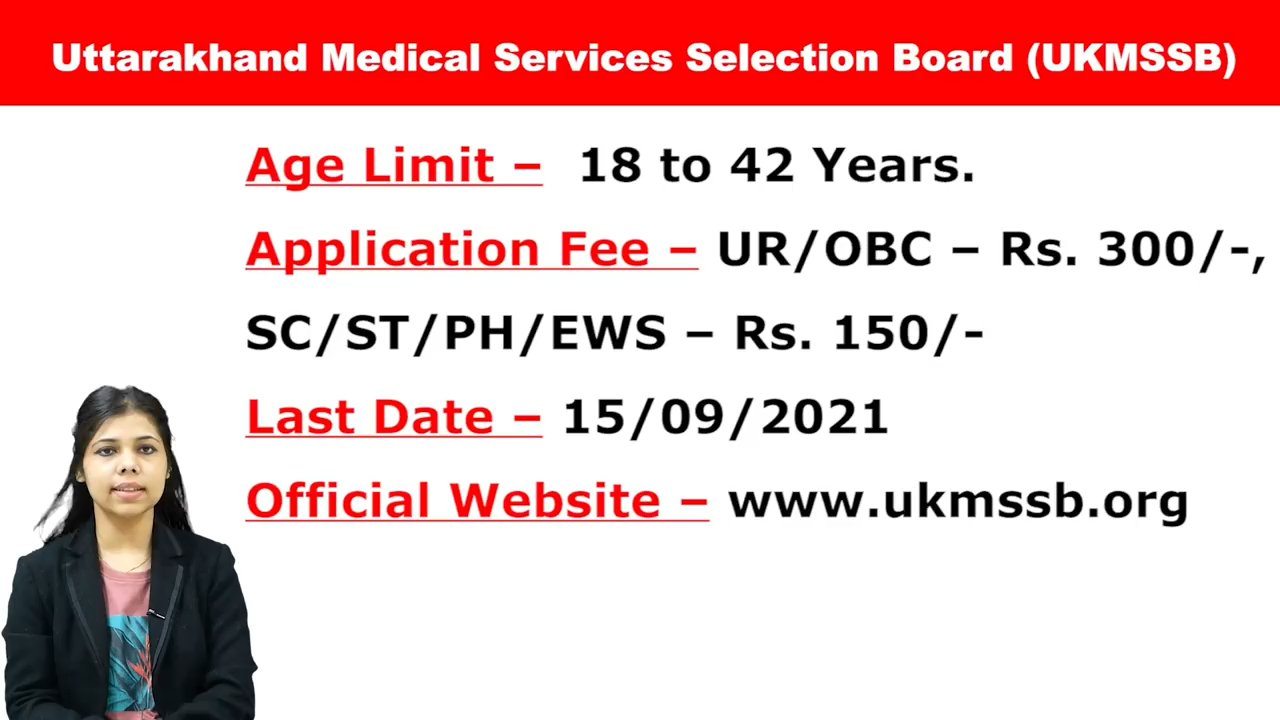 Uttarakhand Medical Services Selection Board (UKMSSB)
Age Limit – 18 to 42 Years.
Application Fee – UR/OBC – Rs. 300/-,
SC/ST/PH/EWS – Rs. 150/-
Last Date – 15/09/2021
Official Website – www.ukmssb.org